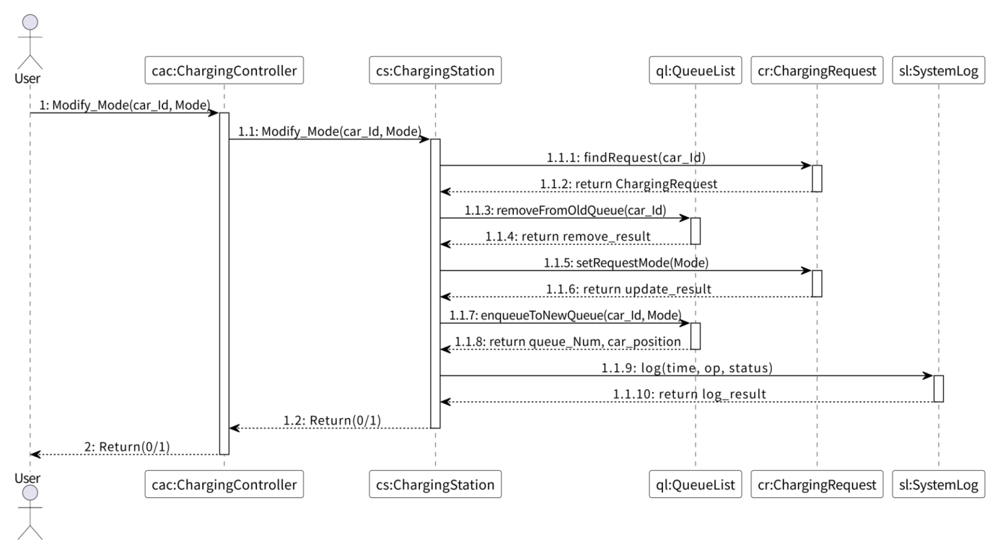 User
cac:ChargingController
cs:ChargingStation
ql:QueueList
cr:ChargingRequest
sl:SystemLog
1: Modify_Mode(car_Id, Mode)
1.1: Modify_Mode(car_Id, Mode)
1.1.1: findRequest(car_Id)
1.1.2: return ChargingRequest
1.1.3: removeFromOldQueue(car_Id)
1.1.4: return remove_result
1.1.5: setRequestMode(Mode)
1.1.6: return update_result
1.1.7: enqueueToNewQueue(car_Id, Mode)
1.1.8: return queue_Num, car_position
1.1.9: log(time, op, status)
1.1.10: return log_result
1.2: Return(0/1)
2: Return(0/1)
User
cac:ChargingController
cs:ChargingStation
ql:QueueList
cr:ChargingRequest
sl:SystemLog